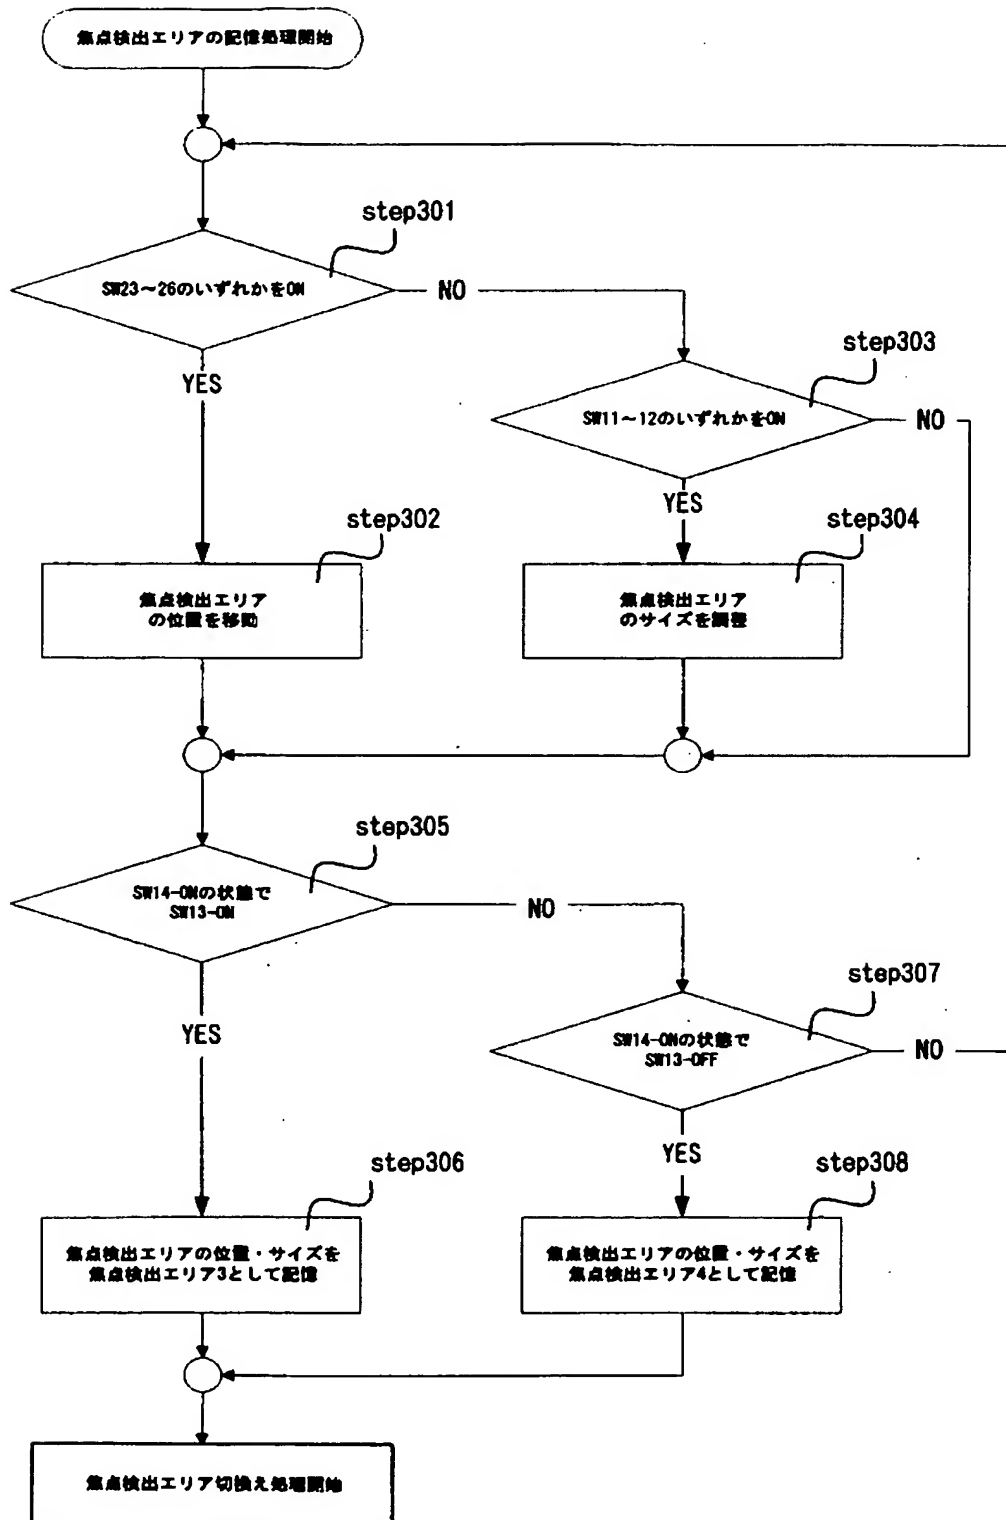 焦点検出エリアの記憶処理開始
step301
SW23～26のいずれかをON
NO
YES
step303
SW11～12のいずれかをON
NO
YES
step302
焦点検出エリア
の位置を移動
step304
焦点検出エリア
のサイズを調整
step305
SW14-ONの状態で
SW13-ON
NO
YES
step307
SW14-ONの状態で
SW13-OFF
NO
YES
step306
焦点検出エリアの位置・サイズを
焦点検出エリア3として記憶
step308
焦点検出エリアの位置・サイズを
焦点検出エリア4として記憶
焦点検出エリア切換え処理開始